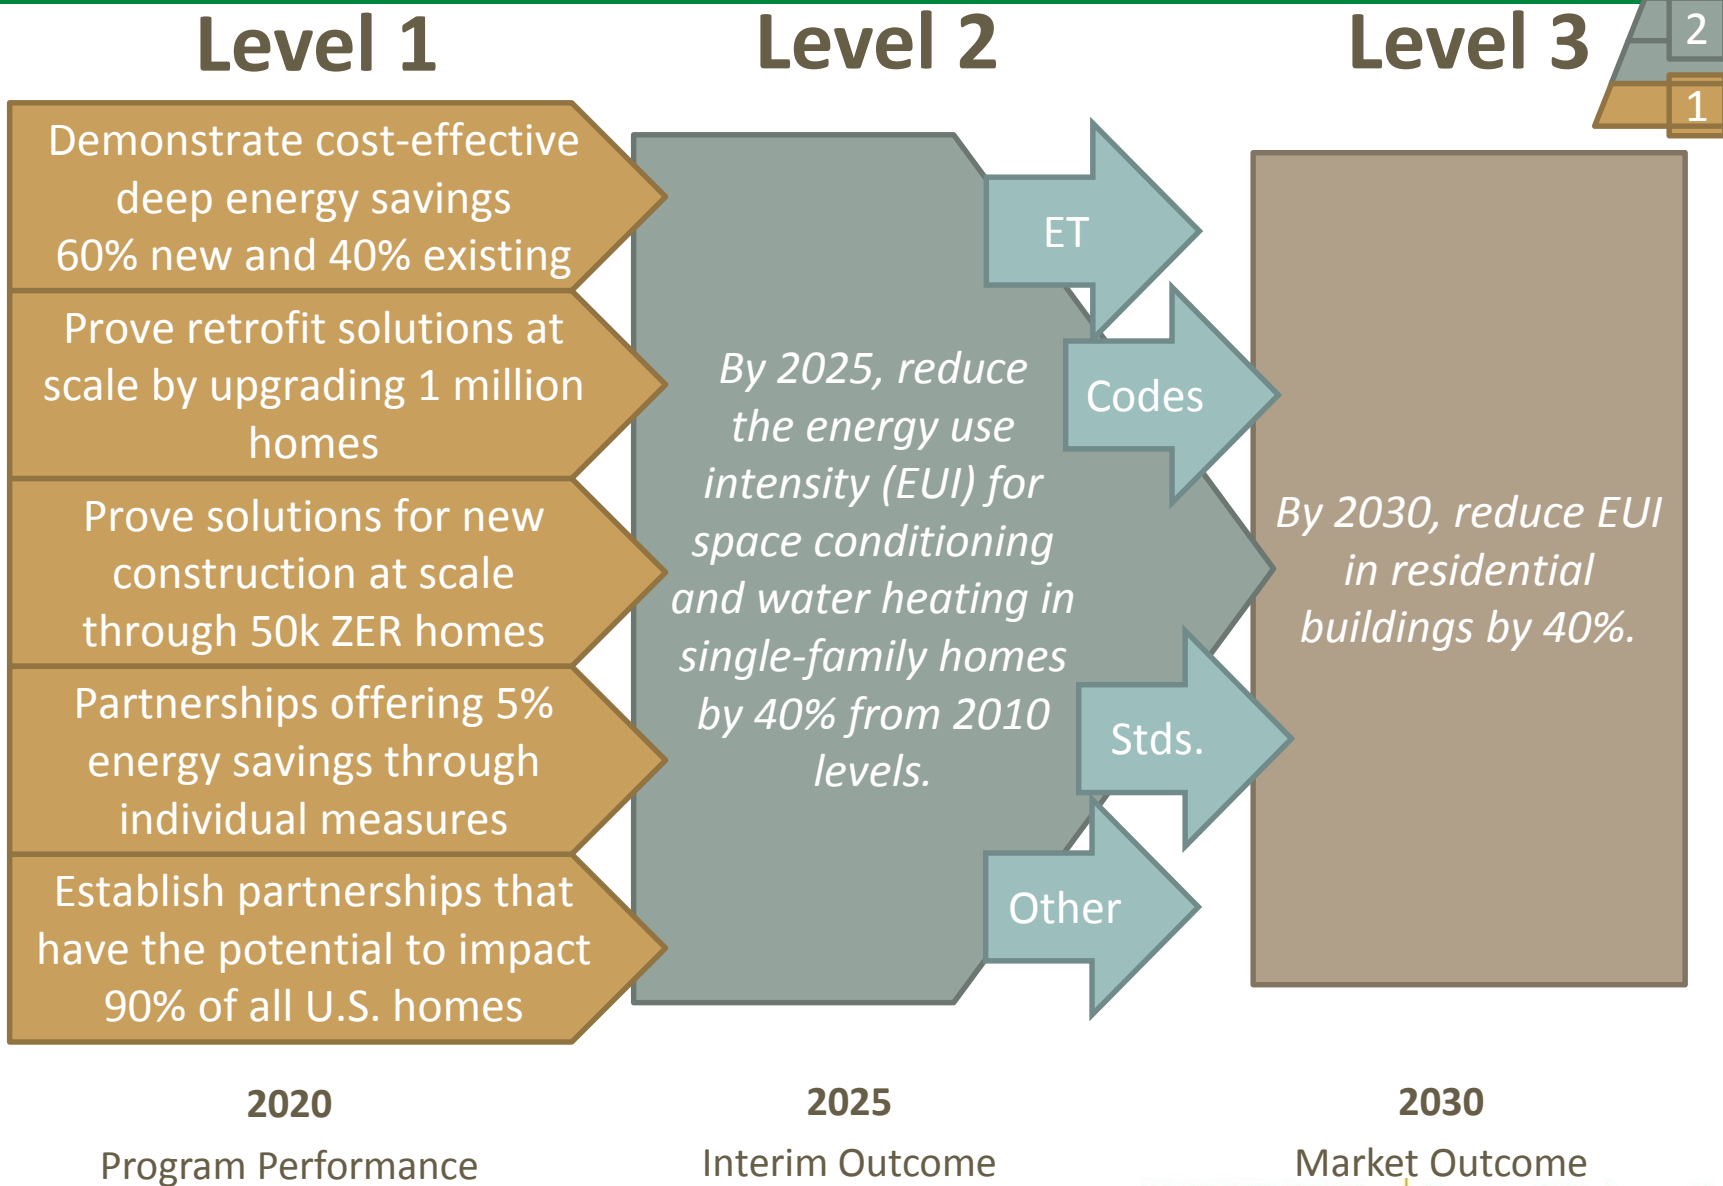 Level 1
Level 2
Level 3
2
1
Demonstrate cost-effective
deep energy savings
60% new and 40% existing
Prove retrofit solutions at
scale by upgrading 1 million
homes
Prove solutions for new
construction at scale
through 50k ZER homes
Partnerships offering 5%
energy savings through
individual measures
Establish partnerships that
have the potential to impact
90% of all U.S. homes
By 2025, reduce
the energy use
intensity (EUI) for
space conditioning
and water heating in
single-family homes
by 40% from 2010
levels.
ET
Codes
Stds.
Other
By 2030, reduce EUI
in residential
buildings by 40%.
2020
Program Performance
2025
Interim Outcome
2030
Market Outcome